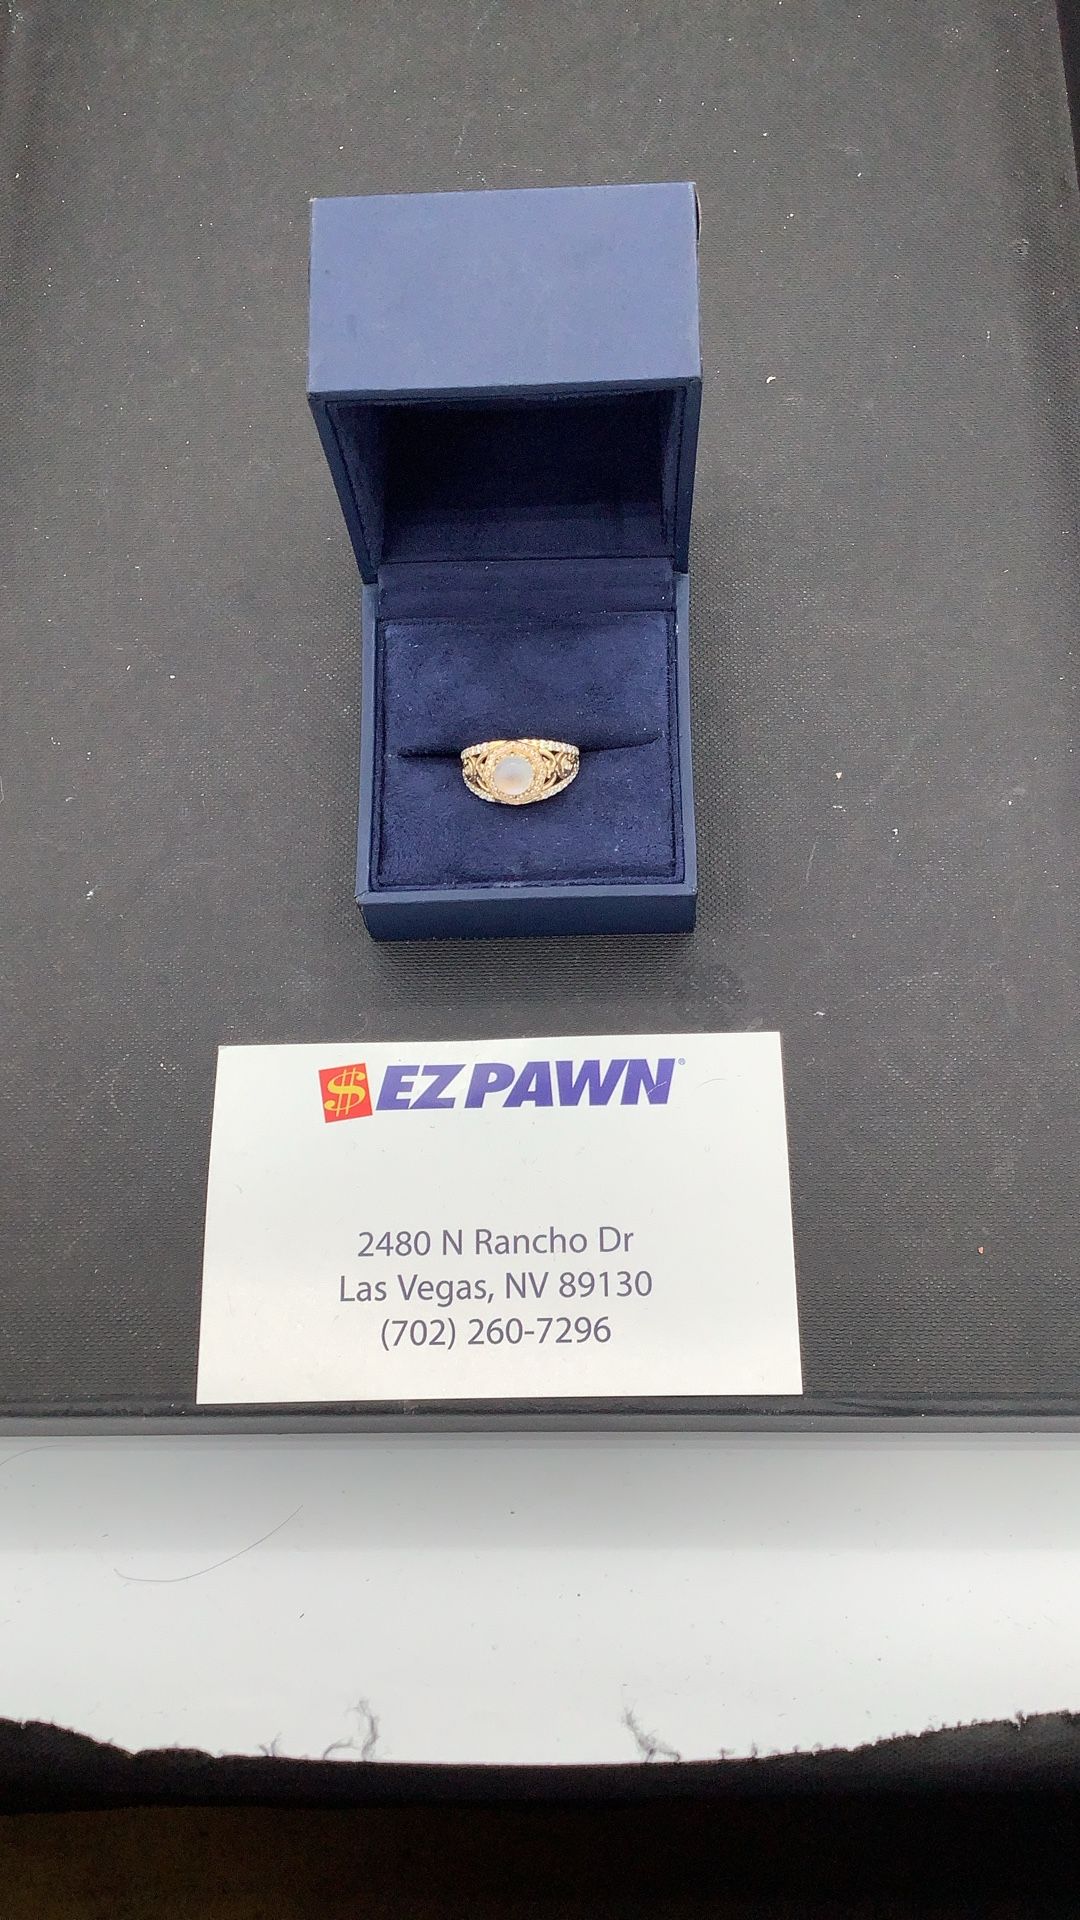 $ EZPAWN®
2480 N Rancho Dr
Las Vegas, NV 89130
(702) 260-7296